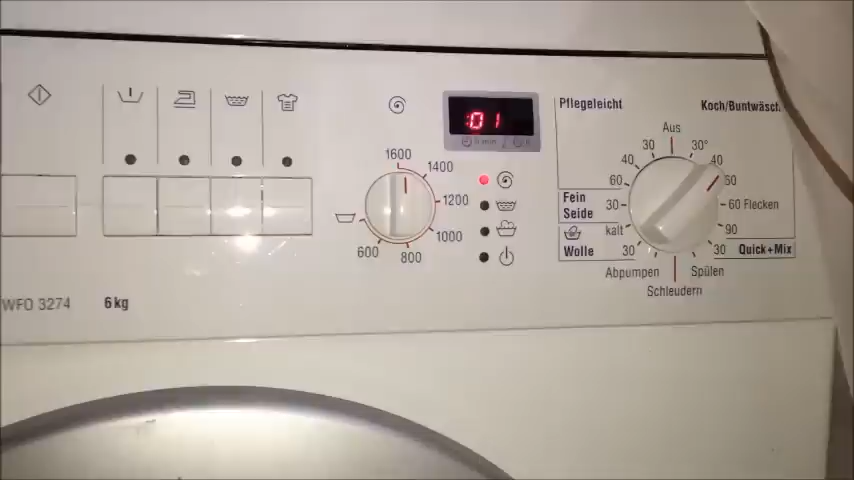 :01
Pflegeleicht
Koch/Buntwäsch
Aus
30
30°
40
40
60
60
Fein
Seide
30
60 Flecken
kalt
90
Wolle
30
30
Quick+Mix
Abpumpen
Spülen
Schleudern
1600
1400
1200
1000
800
600
WFO 3274
6 kg